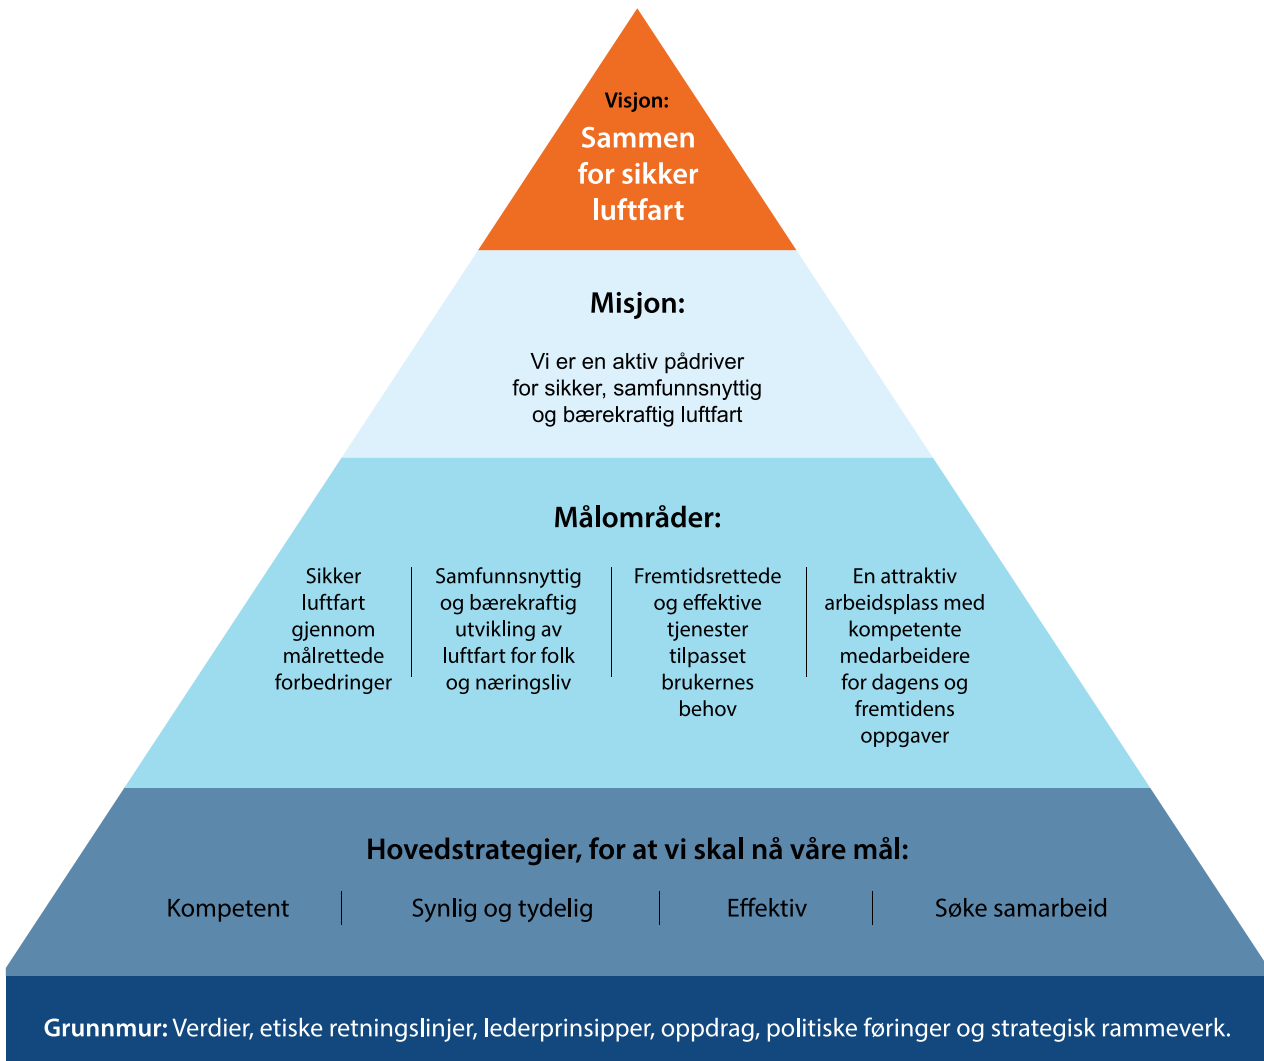 Visjon:
Sammen
for sikker
luftfart
Misjon:
Vi er en aktiv pådriver
for sikker, samfunnsnyttig
og bærekraftig luftfart
Målområder:
Sikker
luftfart
gjennom
målrettede
forbedringer
Samfunnsnyttig
og bærekraftig
utvikling av
luftfart for folk
og næringsliv
Fremtidsrettede
og effektive
tjenester
tilpasset
brukernes
behov
En attraktiv
arbeidsplass med
kompetente
medarbeidere
for dagens og
fremtidens
oppgaver
Hovedstrategier, for at vi skal nå våre mål:
Kompetent
Synlig og tydelig
Effektiv
Søke samarbeid
Grunnmur: Verdier, etiske retningslinjer, lederprinsipper, oppdrag, politiske føringer og strategisk rammeverk.